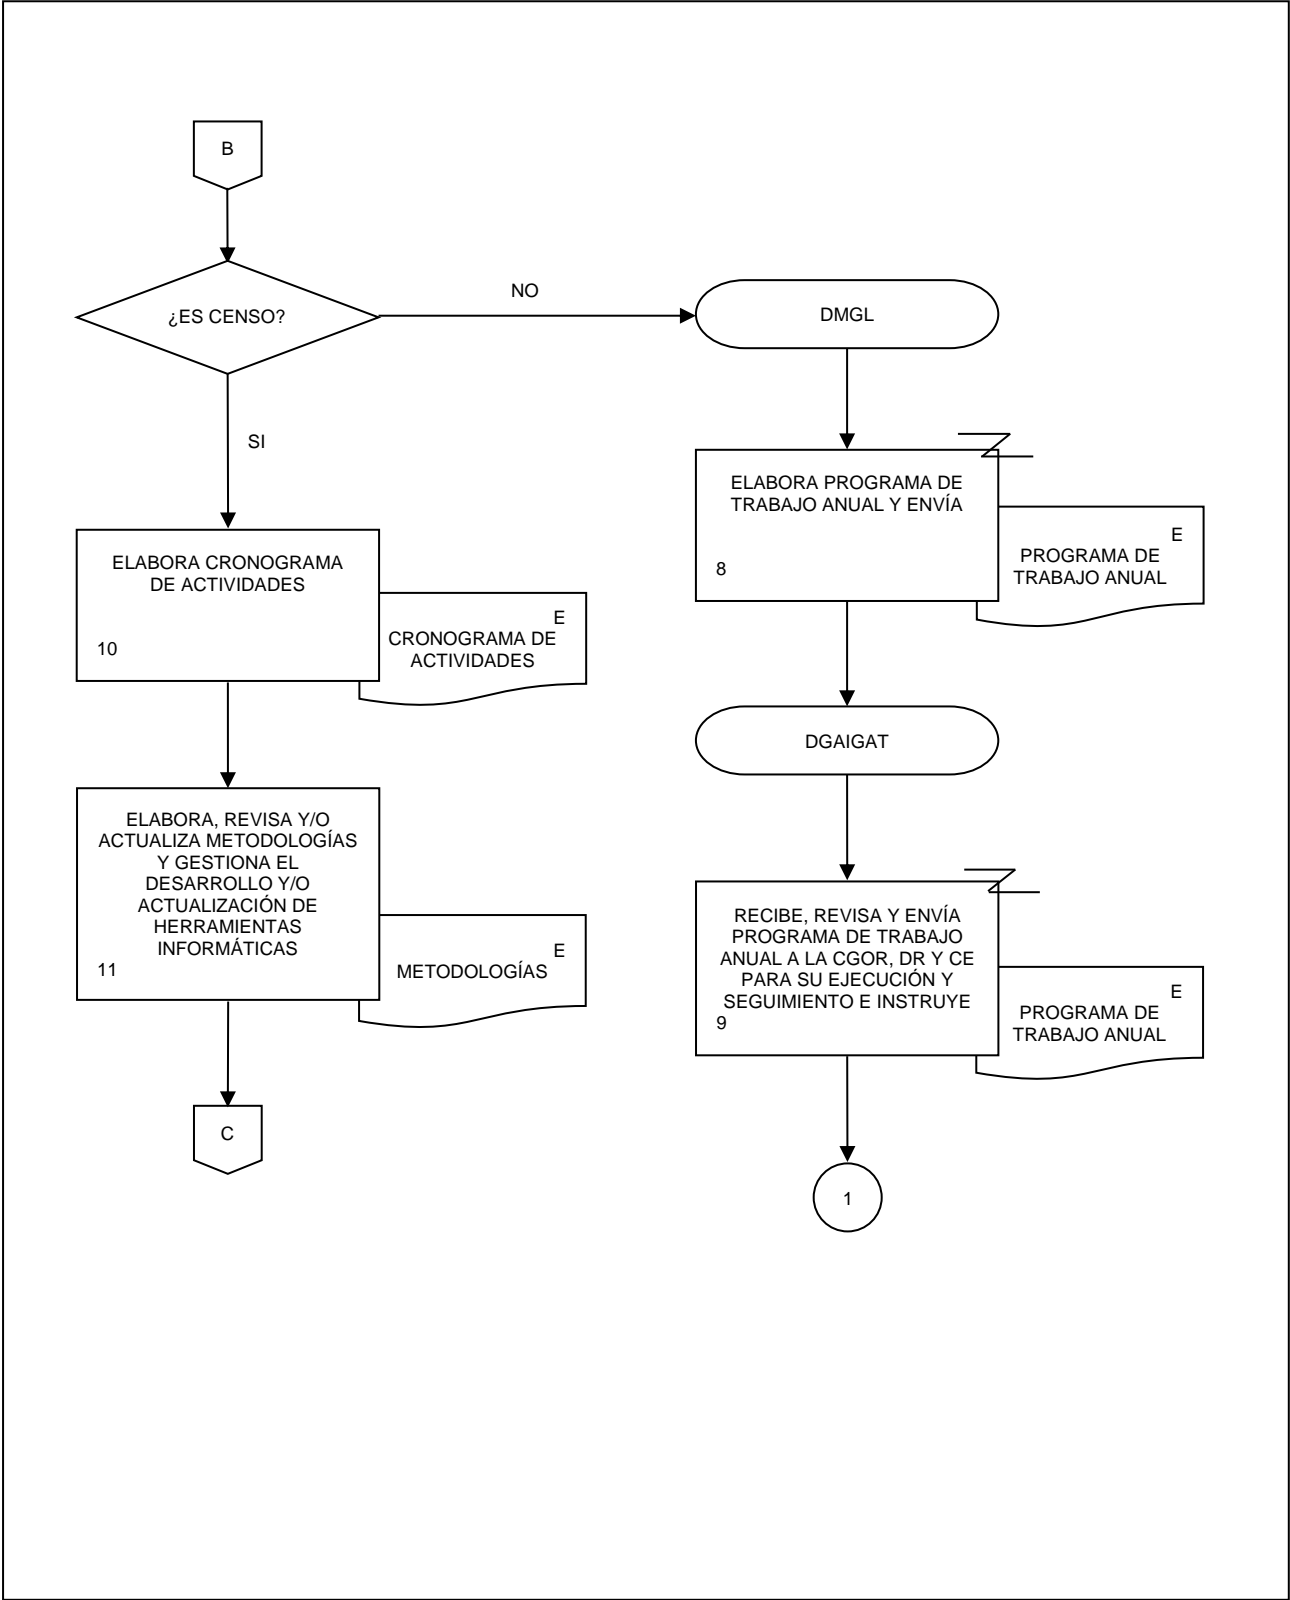 B
¿ES CENSO?
NO
DMGL
SI
ELABORA PROGRAMA DE
TRABAJO ANUAL Y ENVÍA
8
E
PROGRAMA DE
TRABAJO ANUAL
ELABORA CRONOGRAMA
DE ACTIVIDADES
10
E
CRONOGRAMA DE
ACTIVIDADES
DGAIGAT
ELABORA, REVISA Y/O
ACTUALIZA METODOLOGÍAS
Y GESTIONA EL
DESARROLLO Y/O
ACTUALIZACIÓN DE
HERRAMIENTAS
INFORMÁTICAS
11
E
METODOLOGÍAS
RECIBE, REVISA Y ENVÍA
PROGRAMA DE TRABAJO
ANUAL A LA CGOR, DR Y CE
PARA SU EJECUCIÓN Y
SEGUIMIENTO E INSTRUYE
9
E
PROGRAMA DE
TRABAJO ANUAL
C
1